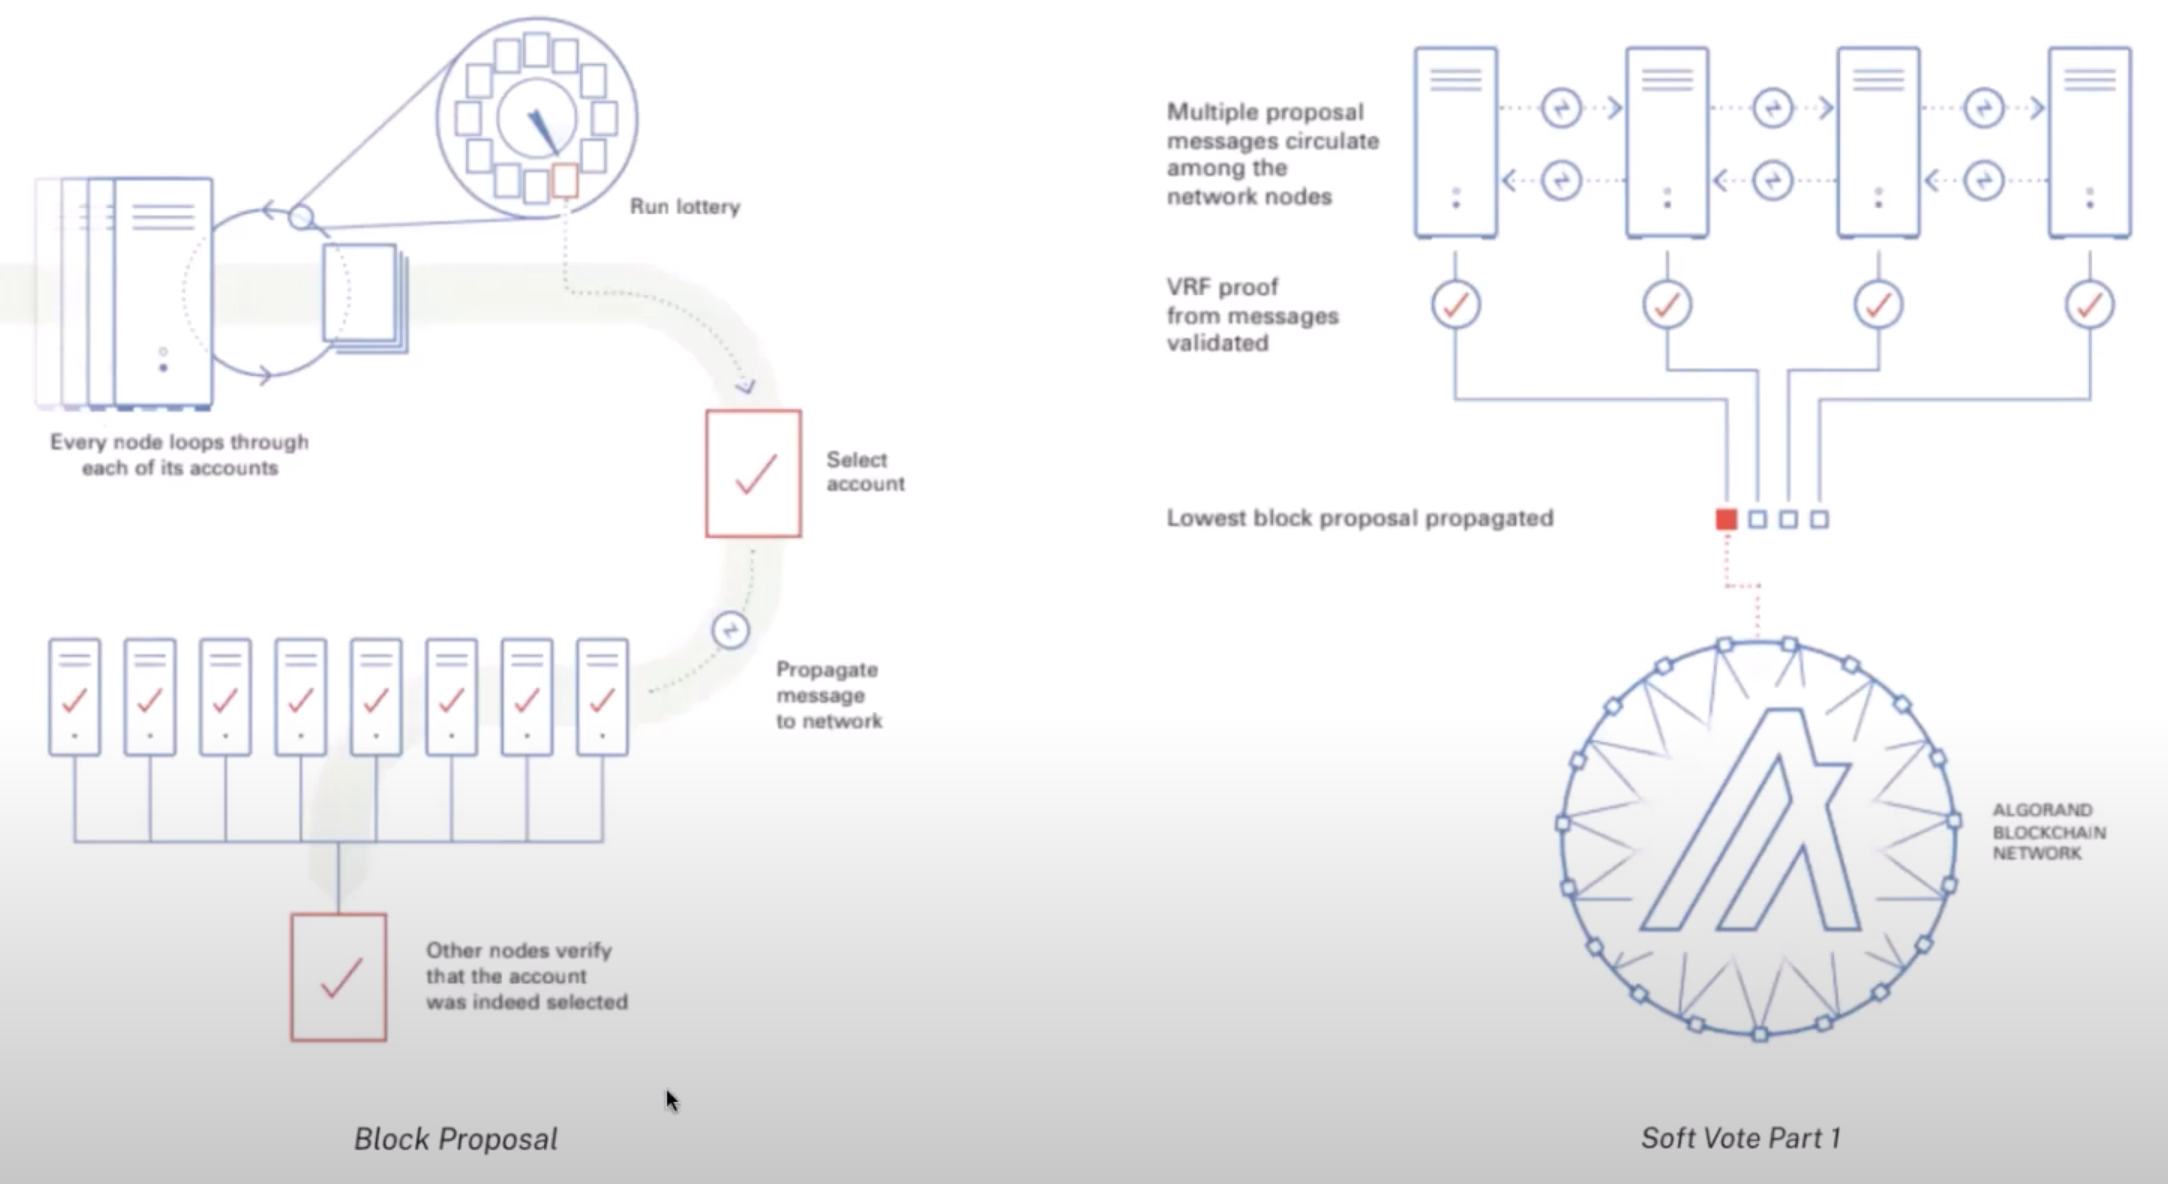 Run lottery
Every node loops through
each of its accounts
Select
account
Propagate
message
to network
Other nodes verify
that the account
was indeed selected
Block Proposal
Multiple proposal
messages circulate
among the
network nodes
VRF proof
from messages
validated
Lowest block proposal propagated
ALGORAND
BLOCKCHAIN
NETWORK
Soft Vote Part 1